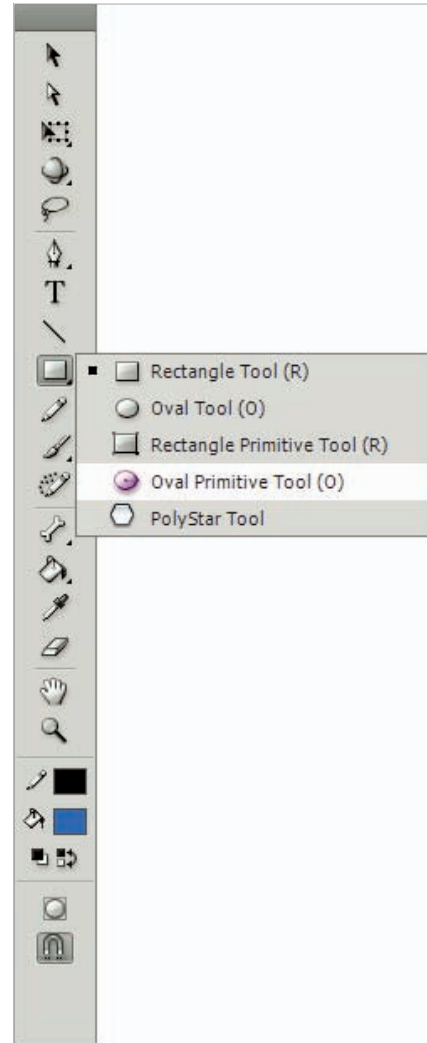 T
Rectangle Tool (R)
Oval Tool (O)
Rectangle Primitive Tool (R)
Oval Primitive Tool (O)
PolyStar Tool